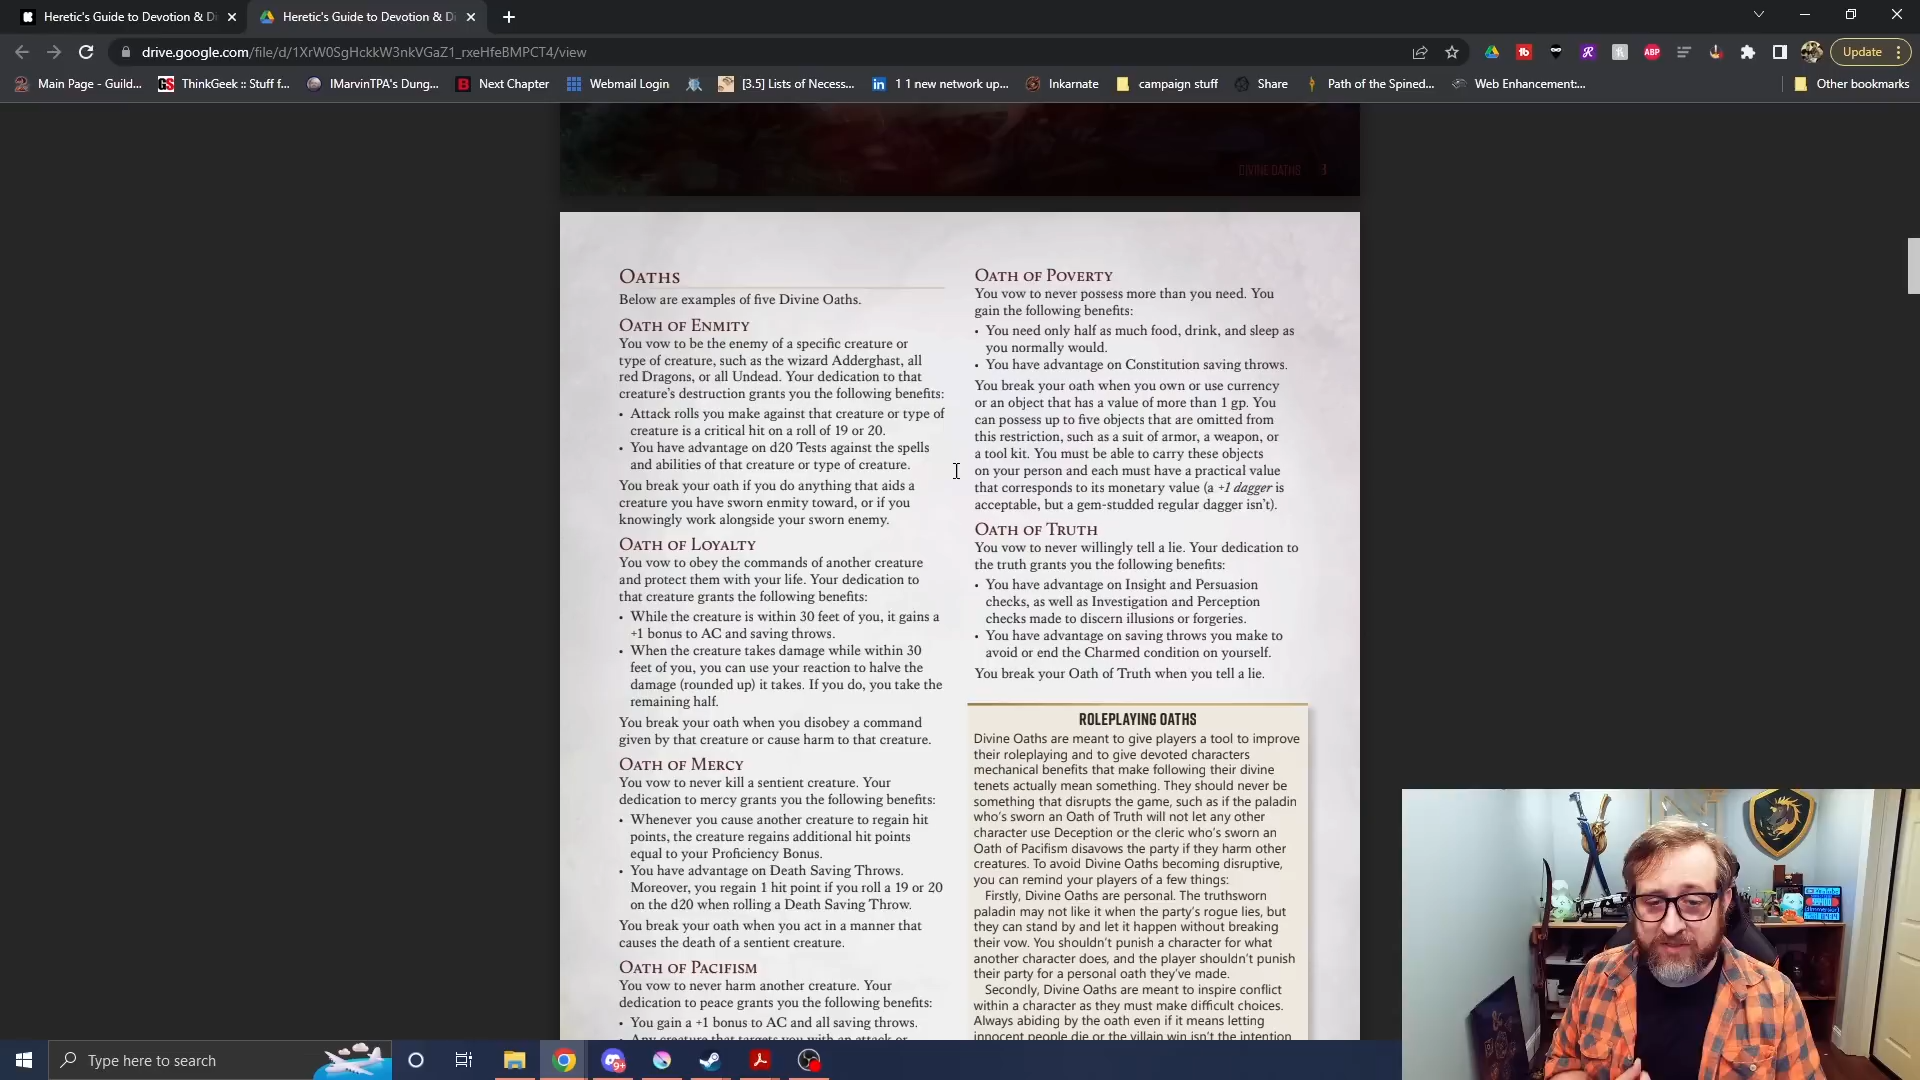 Heretic's Guide to Devotion & Di
Heretic's Guide to Devotion & Di
drive.google.com/file/d/1XrW0SgHckkW3nkVGaZ1_rxeHfeBMPCT4/view
Update
Main Page - Guild...
ThinkGeek :: Stuff f...
IMarvinTPA's Dung...
Next Chapter
Webmail Login
[3.5] Lists of Necess...
1 1 new network up...
Inkarnate
campaign stuff
Share
Path of the Spined...
Web Enhancement:...
Other bookmarks
DIVINE OATHS 3
OATHS
Below are examples of five Divine Oaths.
OATH OF ENMITY
You vow to be the enemy of a specific creature or
type of creature, such as the wizard Adderghast, all
red Dragons, or all Undead. Your dedication to that
creature's destruction grants you the following benefits:
• Attack rolls you make against that creature or type of
creature is a critical hit on a roll of 19 or 20.
• You have advantage on d20 Tests against the spells
and abilities of that creature or type of creature.
You break your oath if you do anything that aids a
creature you have sworn enmity toward, or if you
knowingly work alongside your sworn enemy.
OATH OF LOYALTY
You vow to obey the commands of another creature
and protect them with your life. Your dedication to
that creature grants the following benefits:
• While the creature is within 30 feet of you, it gains a
+1 bonus to AC and saving throws.
• When the creature takes damage while within 30
feet of you, you can use your reaction to halve the
damage (rounded up) it takes. If you do, you take the
remaining half.
You break your oath when you disobey a command
given by that creature or cause harm to that creature.
OATH OF MERCY
You vow to never kill a sentient creature. Your
dedication to mercy grants you the following benefits:
• Whenever you cause another creature to regain hit
points, the creature regains additional hit points
equal to your Proficiency Bonus.
• You have advantage on Death Saving Throws.
Moreover, you regain 1 hit point if you roll a 19 or 20
on the d20 when rolling a Death Saving Throw.
You break your oath when you act in a manner that
causes the death of a sentient creature.
OATH OF PACIFISM
You vow to never harm another creature. Your
dedication to peace grants you the following benefits:
• You gain a +1 bonus to AC and all saving throws.
• Any creature that targets you with an attack or
OATH OF POVERTY
You vow to never possess more than you need. You
gain the following benefits:
• You need only half as much food, drink, and sleep as
you normally would.
• You have advantage on Constitution saving throws.
You break your oath when you own or use currency
or an object that has a value of more than 1 gp. You
can possess up to five objects that are omitted from
this restriction, such as a suit of armor, a weapon, or
a tool kit. You must be able to carry these objects
on your person and each must have a practical value
that corresponds to its monetary value (a +1 dagger is
acceptable, but a gem-studded regular dagger isn't).
OATH OF TRUTH
You vow to never willingly tell a lie. Your dedication to
the truth grants you the following benefits:
• You have advantage on Insight and Persuasion
checks, as well as Investigation and Perception
checks made to discern illusions or forgeries.
• You have advantage on saving throws you make to
avoid or end the Charmed condition on yourself.
You break your Oath of Truth when you tell a lie.
ROLEPLAYING OATHS
Divine Oaths are meant to give players a tool to improve
their roleplaying and to give devoted characters
mechanical benefits that make following their divine
tenets actually mean something. They should never be
something that disrupts the game, such as if the paladin
who's sworn an Oath of Truth will not let any other
character use Deception or the cleric who's sworn an
Oath of Pacifism disavows the party if they harm other
creatures. To avoid Divine Oaths becoming disruptive,
you can remind your players of a few things:
Firstly, Divine Oaths are personal. The truthsworn
paladin may not like it when the party's rogue lies, but
they can stand by and let it happen without breaking
their vow. You shouldn't punish a character for what
another character does, and the player shouldn't punish
their party for a personal oath they've made.
Secondly, Divine Oaths are meant to inspire conflict
within a character as they must make difficult choices.
Always abiding by the oath even if it means letting
innocent people die or the villain win isn't the intention
Type here to search